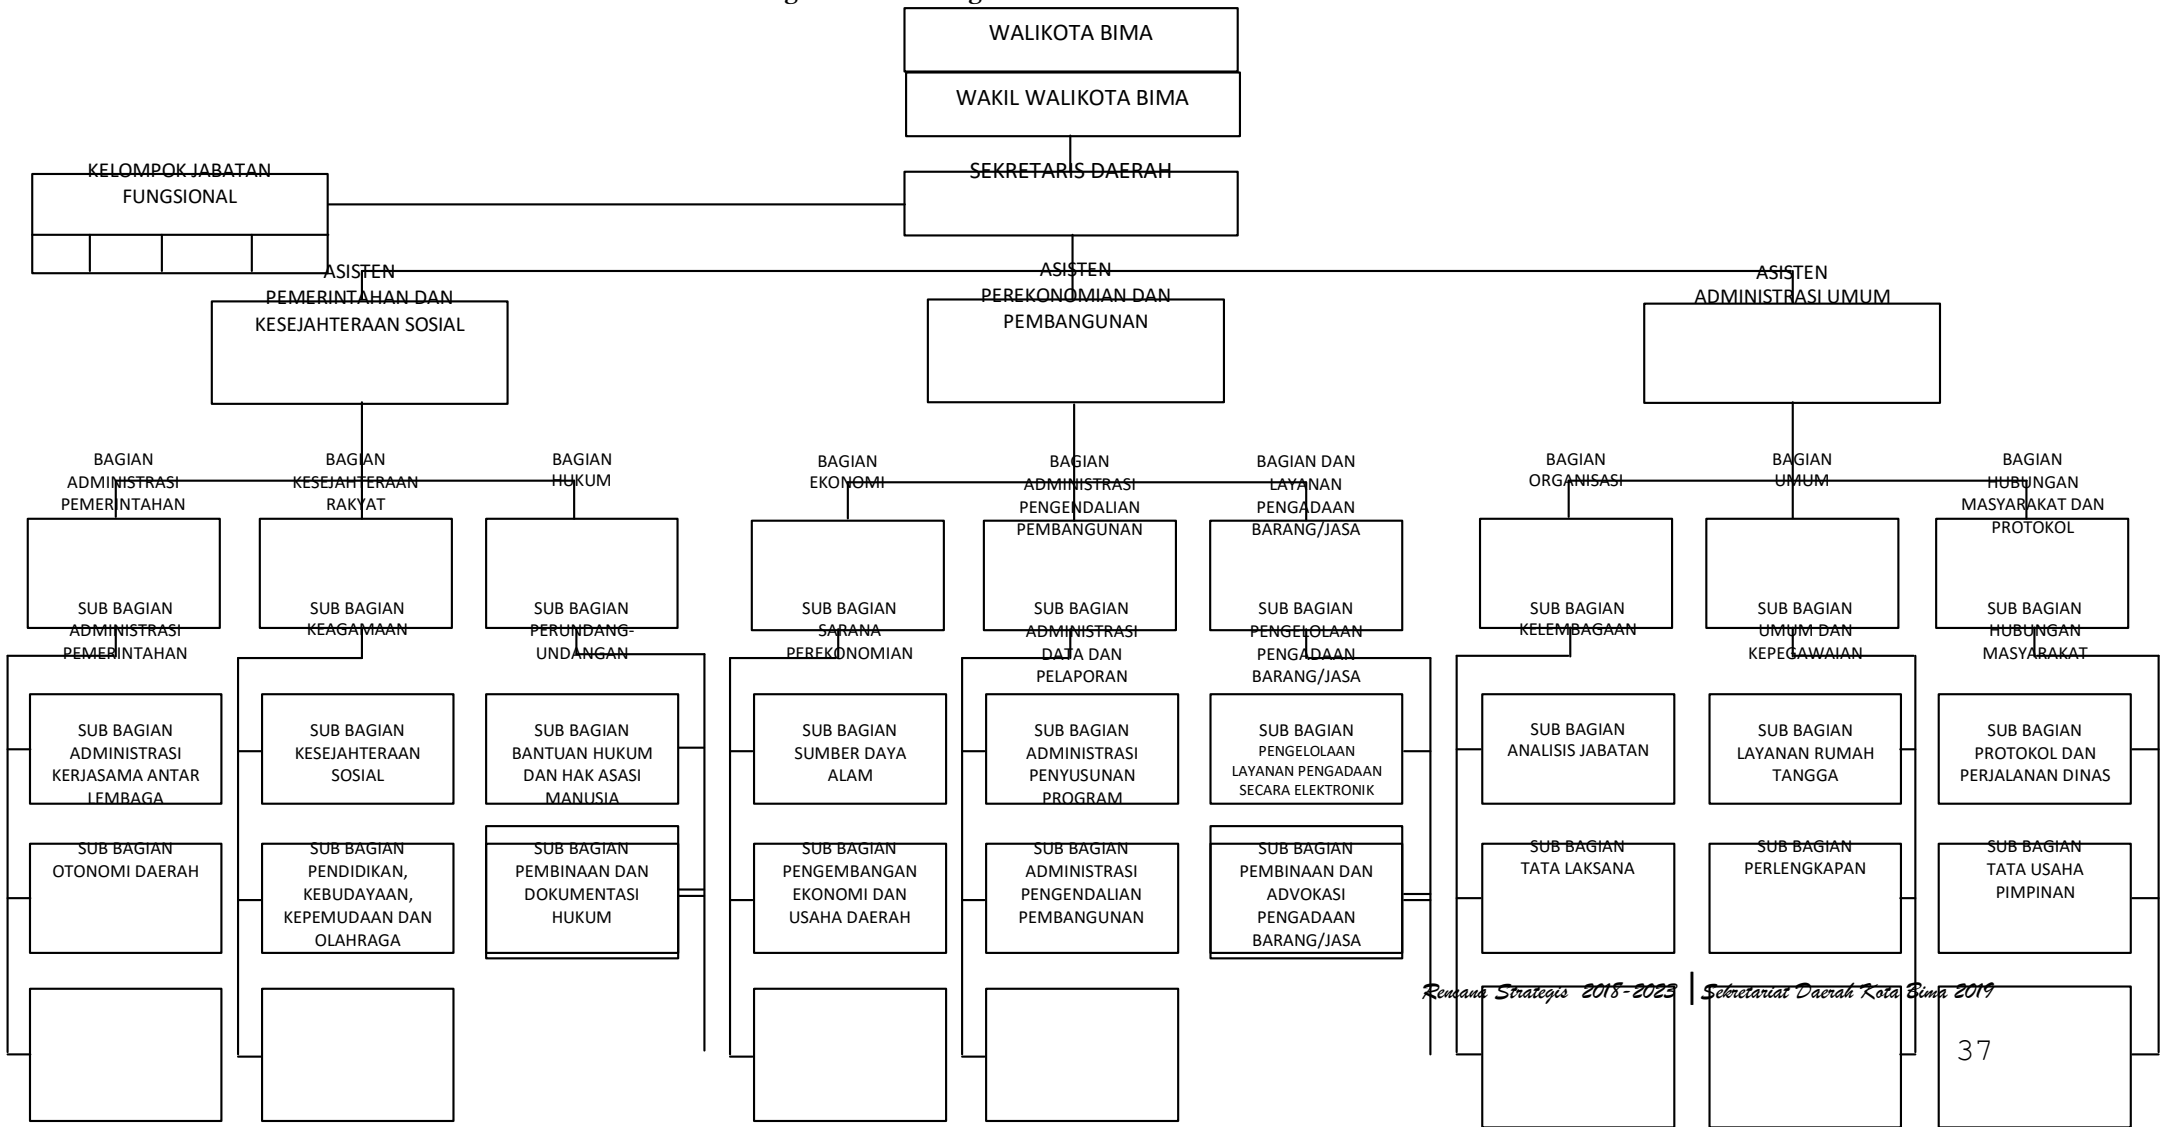 WALIKOTA BIMA
WAKIL WALIKOTA BIMA
SEKRETARIS DAERAH
KELOMPOK JABATAN
FUNGSIONAL
ASISTEN
PEMERINTAHAN DAN
KESEJAHTERAAN SOSIAL
ASISTEN
PEREKONOMIAN DAN
PEMBANGUNAN
ASISTEN
ADMINISTRASI UMUM
BAGIAN
ADMINISTRASI
PEMERINTAHAN
BAGIAN
KESEJAHTERAAN
RAKYAT
BAGIAN
HUKUM
BAGIAN
EKONOMI
BAGIAN
ADMINISTRASI
PENGENDALIAN
PEMBANGUNAN
BAGIAN DAN
LAYANAN
PENGADAAN
BARANG/JASA
BAGIAN
ORGANISASI
BAGIAN
UMUM
BAGIAN
HUBUNGAN
MASYARAKAT DAN
PROTOKOL
SUB BAGIAN
ADMINISTRASI
PEMERINTAHAN
SUB BAGIAN
KEAGAMAAN
SUB BAGIAN
PERUNDANG-
UNDANGAN
SUB BAGIAN
SARANA
PEREKONOMIAN
SUB BAGIAN
ADMINISTRASI
DATA DAN
PELAPORAN
SUB BAGIAN
PENGELOLAAN
PENGADAAN
BARANG/JASA
SUB BAGIAN
KELEMBAGAAN
SUB BAGIAN
UMUM DAN
KEPEGAWAIAN
SUB BAGIAN
HUBUNGAN
MASYARAKAT
SUB BAGIAN
ADMINISTRASI
KERJASAMA ANTAR
LEMBAGA
SUB BAGIAN
KESEJAHTERAAN
SOSIAL
SUB BAGIAN
BANTUAN HUKUM
DAN HAK ASASI
MANUSIA
SUB BAGIAN
SUMBER DAYA
ALAM
SUB BAGIAN
ADMINISTRASI
PENYUSUNAN
PROGRAM
SUB BAGIAN
PENGELOLAAN
LAYANAN PENGADAAN
SECARA ELEKTRONIK
SUB BAGIAN
ANALISIS JABATAN
SUB BAGIAN
LAYANAN RUMAH
TANGGA
SUB BAGIAN
PROTOKOL DAN
PERJALANAN DINAS
SUB BAGIAN
OTONOMI DAERAH
SUB BAGIAN
PENDIDIKAN,
KEBUDAYAAN,
KEPEMUDAAN DAN
OLAHRAGA
SUB BAGIAN
PEMBINAAN DAN
DOKUMENTASI
HUKUM
SUB BAGIAN
PENGEMBANGAN
EKONOMI DAN
USAHA DAERAH
SUB BAGIAN
ADMINISTRASI
PENGENDALIAN
PEMBANGUNAN
SUB BAGIAN
PEMBINAAN DAN
ADVOKASI
PENGADAAN
BARANG/JASA
SUB BAGIAN
TATA LAKSANA
SUB BAGIAN
PERLENGKAPAN
SUB BAGIAN
TATA USAHA
PIMPINAN
Rencana Strategis 2018-2023 | Sekretariat Daerah Kota Bima 2019
37